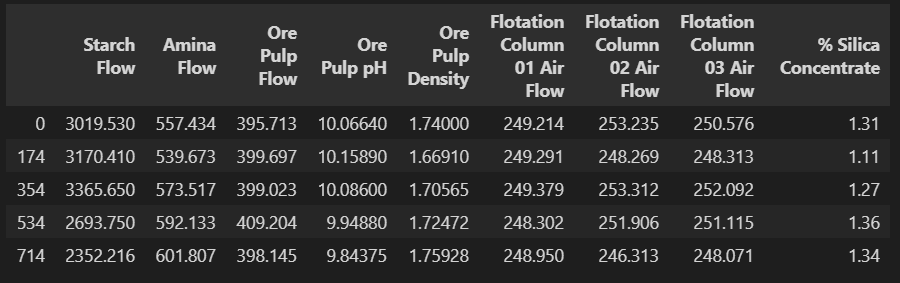 Starch Flow Amina Flow Ore Pulp Flow Ore Pulp pH Ore Pulp Density Flotation Column 01 Air Flow Flotation Column 02 Air Flow Flotation Column 03 Air Flow % Silica Concentrate
0 3019.530 557.434 395.713 10.06640 1.74000 249.214 253.235 250.576 1.31
174 3170.410 539.673 399.697 10.15890 1.66910 249.291 248.269 248.313 1.11
354 3365.650 573.517 399.023 10.08600 1.70565 249.379 253.312 252.092 1.27
534 2693.750 592.133 409.204 9.94880 1.72472 248.302 251.906 251.115 1.36
714 2352.216 601.807 398.145 9.84375 1.75928 248.950 246.313 248.071 1.34